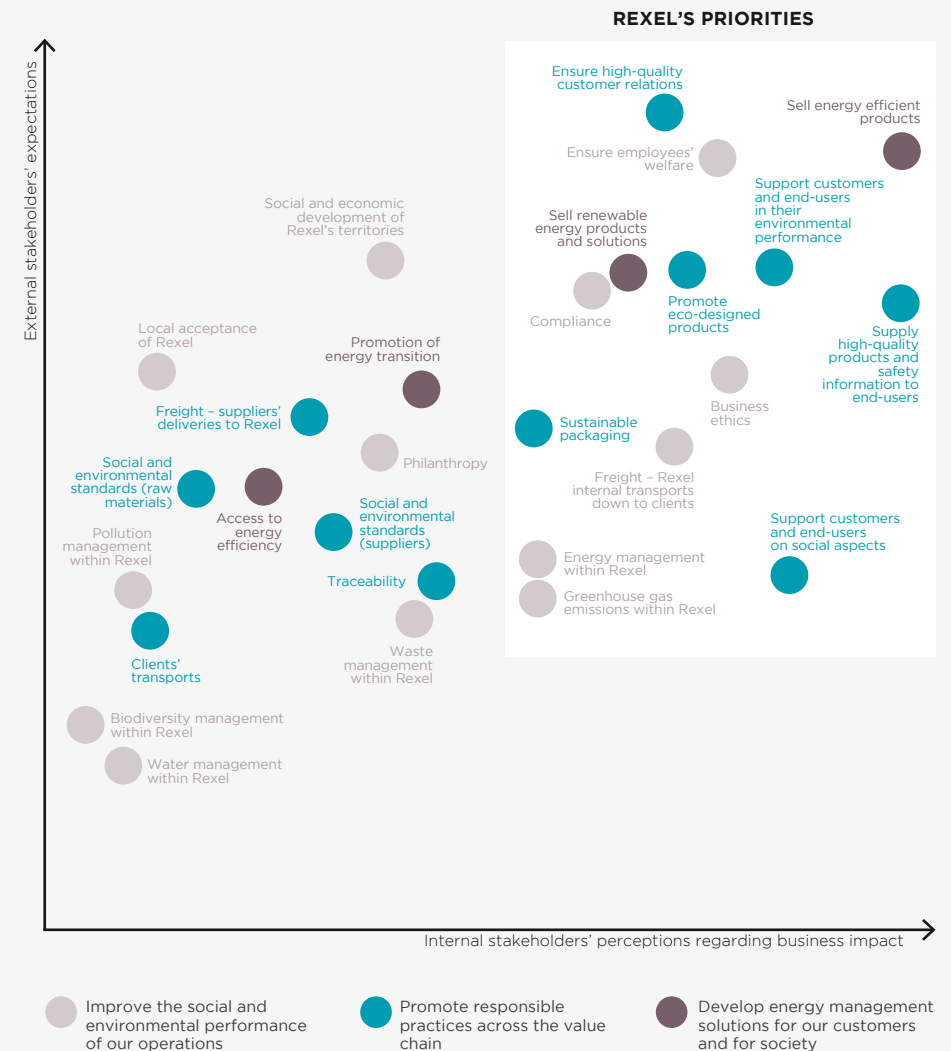 REXEL'S PRIORITIES
External stakeholders' expectations
Ensure high-quality
customer relations
Sell energy efficient
products
Ensure employees'
welfare
Support customers
and end-users
in their
environmental
performance
Social and economic
development of
Rexel's territories
Sell renewable
energy products
and solutions
Compliance
Promote
eco-designed
products
Supply
high-quality
products and
safety
information to
end-users
Local acceptance
of Rexel
Promotion of
energy transition
Freight – suppliers'
deliveries to Rexel
Business
ethics
Sustainable
packaging
Philanthropy
Social and
environmental
standards (raw
materials)
Freight – Rexel
internal transports
down to clients
Access to
energy
efficiency
Social and
environmental
standards
(suppliers)
Support customers
and end-users
on social aspects
Pollution
management
within Rexel
Energy management
within Rexel
Traceability
Greenhouse gas
emissions within Rexel
Clients'
transports
Waste
management
within Rexel
Biodiversity management
within Rexel
Water management
within Rexel
Internal stakeholders' perceptions regarding business impact
Improve the social and
environmental performance
of our operations
Promote responsible
practices across the value
chain
Develop energy management
solutions for our customers
and for society